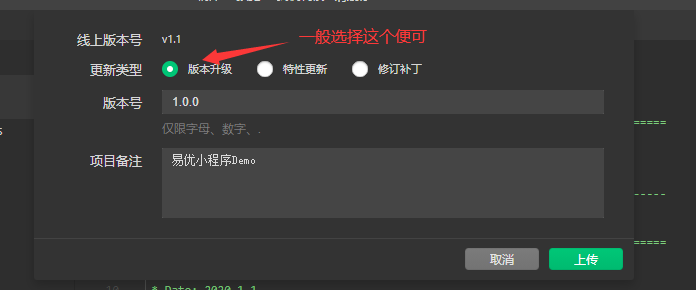 线上版本号 v1.1
一般选择这个便可
更新类型 版本升级 特性更新 修订补丁
版本号 1.0.0
仅限字母、数字、.
项目备注 易优小程序Demo
取消 上传
* Date: 2020-1-1